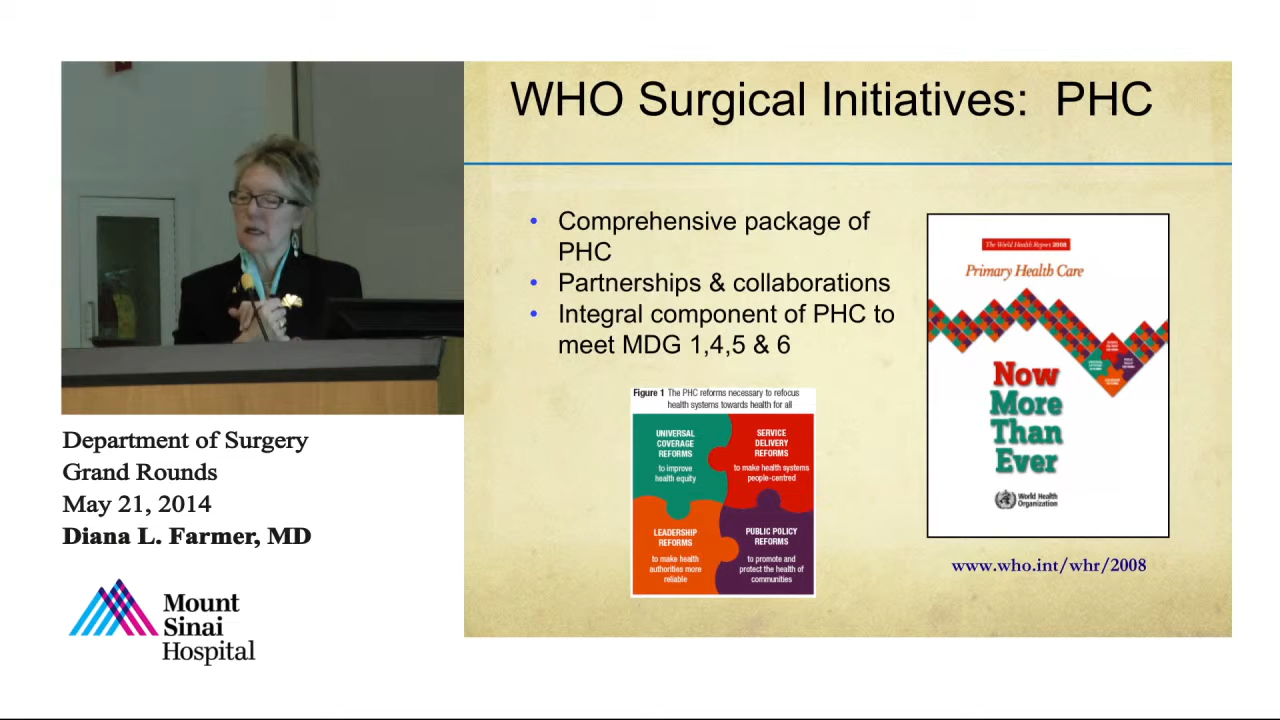 WHO Surgical Initiatives: PHC
• Comprehensive package of
PHC
• Partnerships & collaborations
• Integral component of PHC to
meet MDG 1,4,5 & 6
Figure 1 The PHC reforms necessary to refocus
health systems towards health for all
UNIVERSAL
COVERAGE
REFORMS
to improve
health equity
SERVICE
DELIVERY
REFORMS
to make health systems
people-centred
LEADERSHIP
REFORMS
to make health
authorities more
reliable
PUBLIC POLICY
REFORMS
to promote and
protect the health of
communities
The World Health Report 2008
Primary Health Care
Now
More
Than
Ever
World Health
Organization
www.who.int/whr/2008
Department of Surgery
Grand Rounds
May 21, 2014
Diana L. Farmer, MD
Mount
Sinai
Hospital